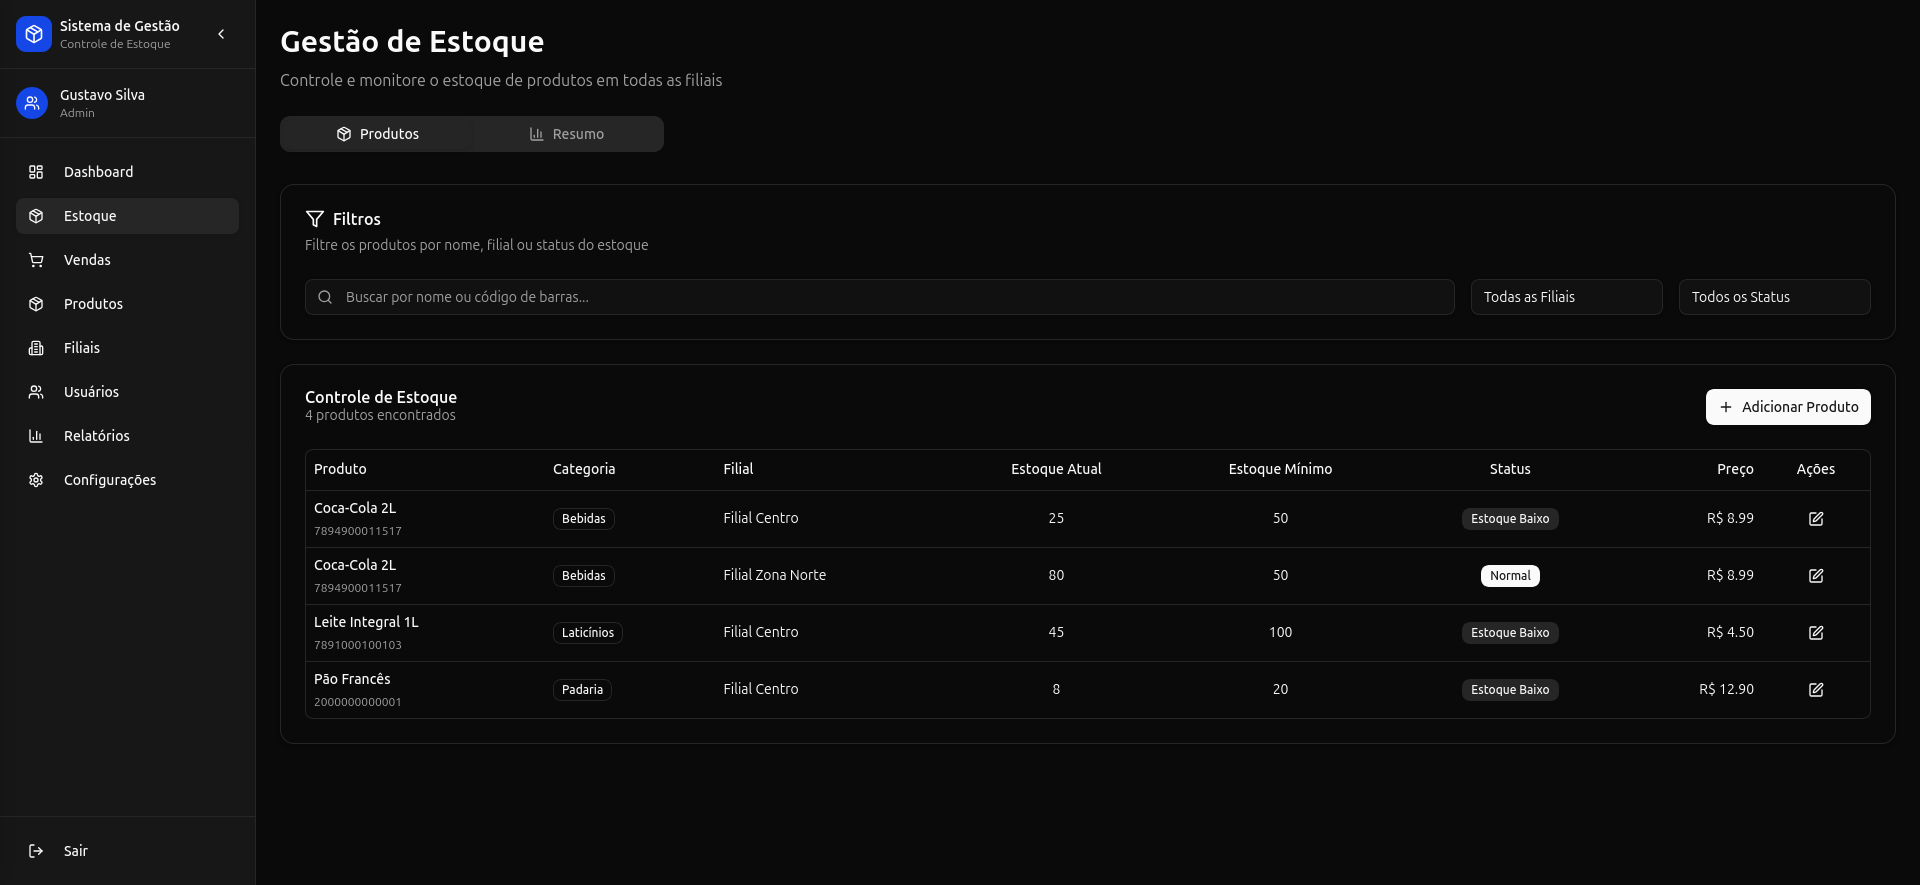 Sistema de Gestão
Controle de Estoque
Gustavo Silva
Admin
Dashboard
Estoque
Vendas
Produtos
Filiais
Usuários
Relatórios
Configurações
Sair
Gestão de Estoque
Controle e monitore o estoque de produtos em todas as filiais
Produtos Resumo
Filtros
Filtre os produtos por nome, filial ou status do estoque
Buscar por nome ou código de barras... Todas as Filiais Todos os Status
Controle de Estoque
4 produtos encontrados
Adicionar Produto
Produto Categoria Filial Estoque Atual Estoque Mínimo Status Preço Ações
Coca-Cola 2L
7894900011517
Bebidas Filial Centro 25 50 Estoque Baixo R$ 8.99
Coca-Cola 2L
7894900011517
Bebidas Filial Zona Norte 80 50 Normal R$ 8.99
Leite Integral 1L
7891000100103
Laticínios Filial Centro 45 100 Estoque Baixo R$ 4.50
Pão Francês
2000000000001
Padaria Filial Centro 8 20 Estoque Baixo R$ 12.90